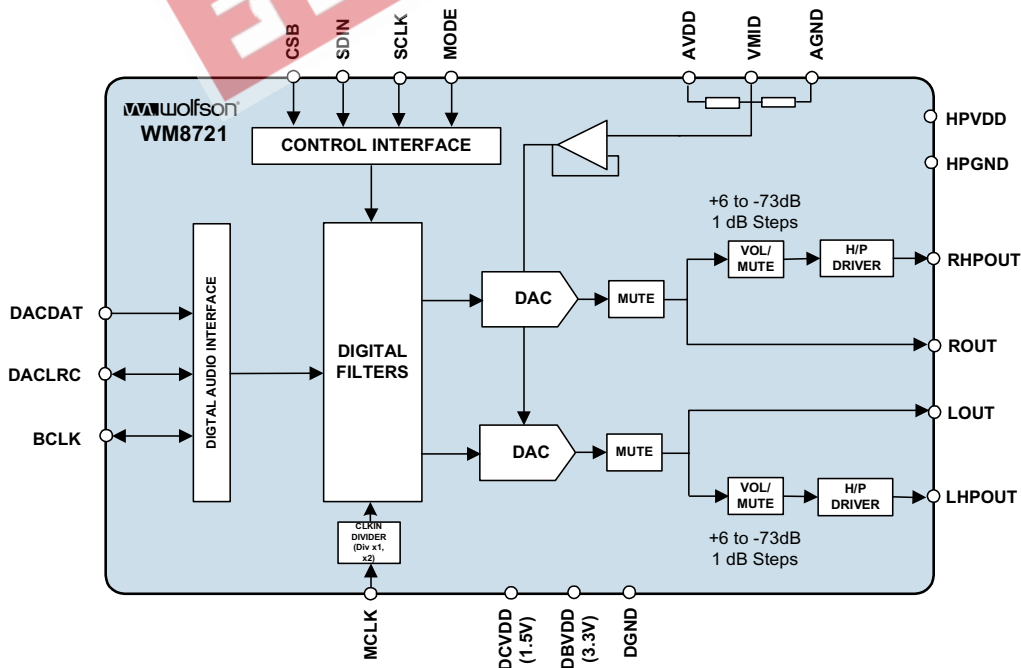 CSB
SDIN
SCLK
MODE
AVDD
VMID
AGND
wolfson
WM8721
CONTROL INTERFACE
HPVDD
HPGND
+6 to -73dB
1 dB Steps
VOL/
MUTE
H/P
DRIVER
RHPOUT
DAC
MUTE
DACDAT
DACLRC
BCLK
DIGTAL AUDIO INTERFACE
DIGITAL
FILTERS
ROUT
LOUT
DAC
MUTE
VOL/
MUTE
H/P
DRIVER
LHPOUT
+6 to -73dB
1 dB Steps
CLKIN
DIVIDER
(Div x1,
x2)
MCLK
DCVDD
(1.5V)
DBVDD
(3.3V)
DGND